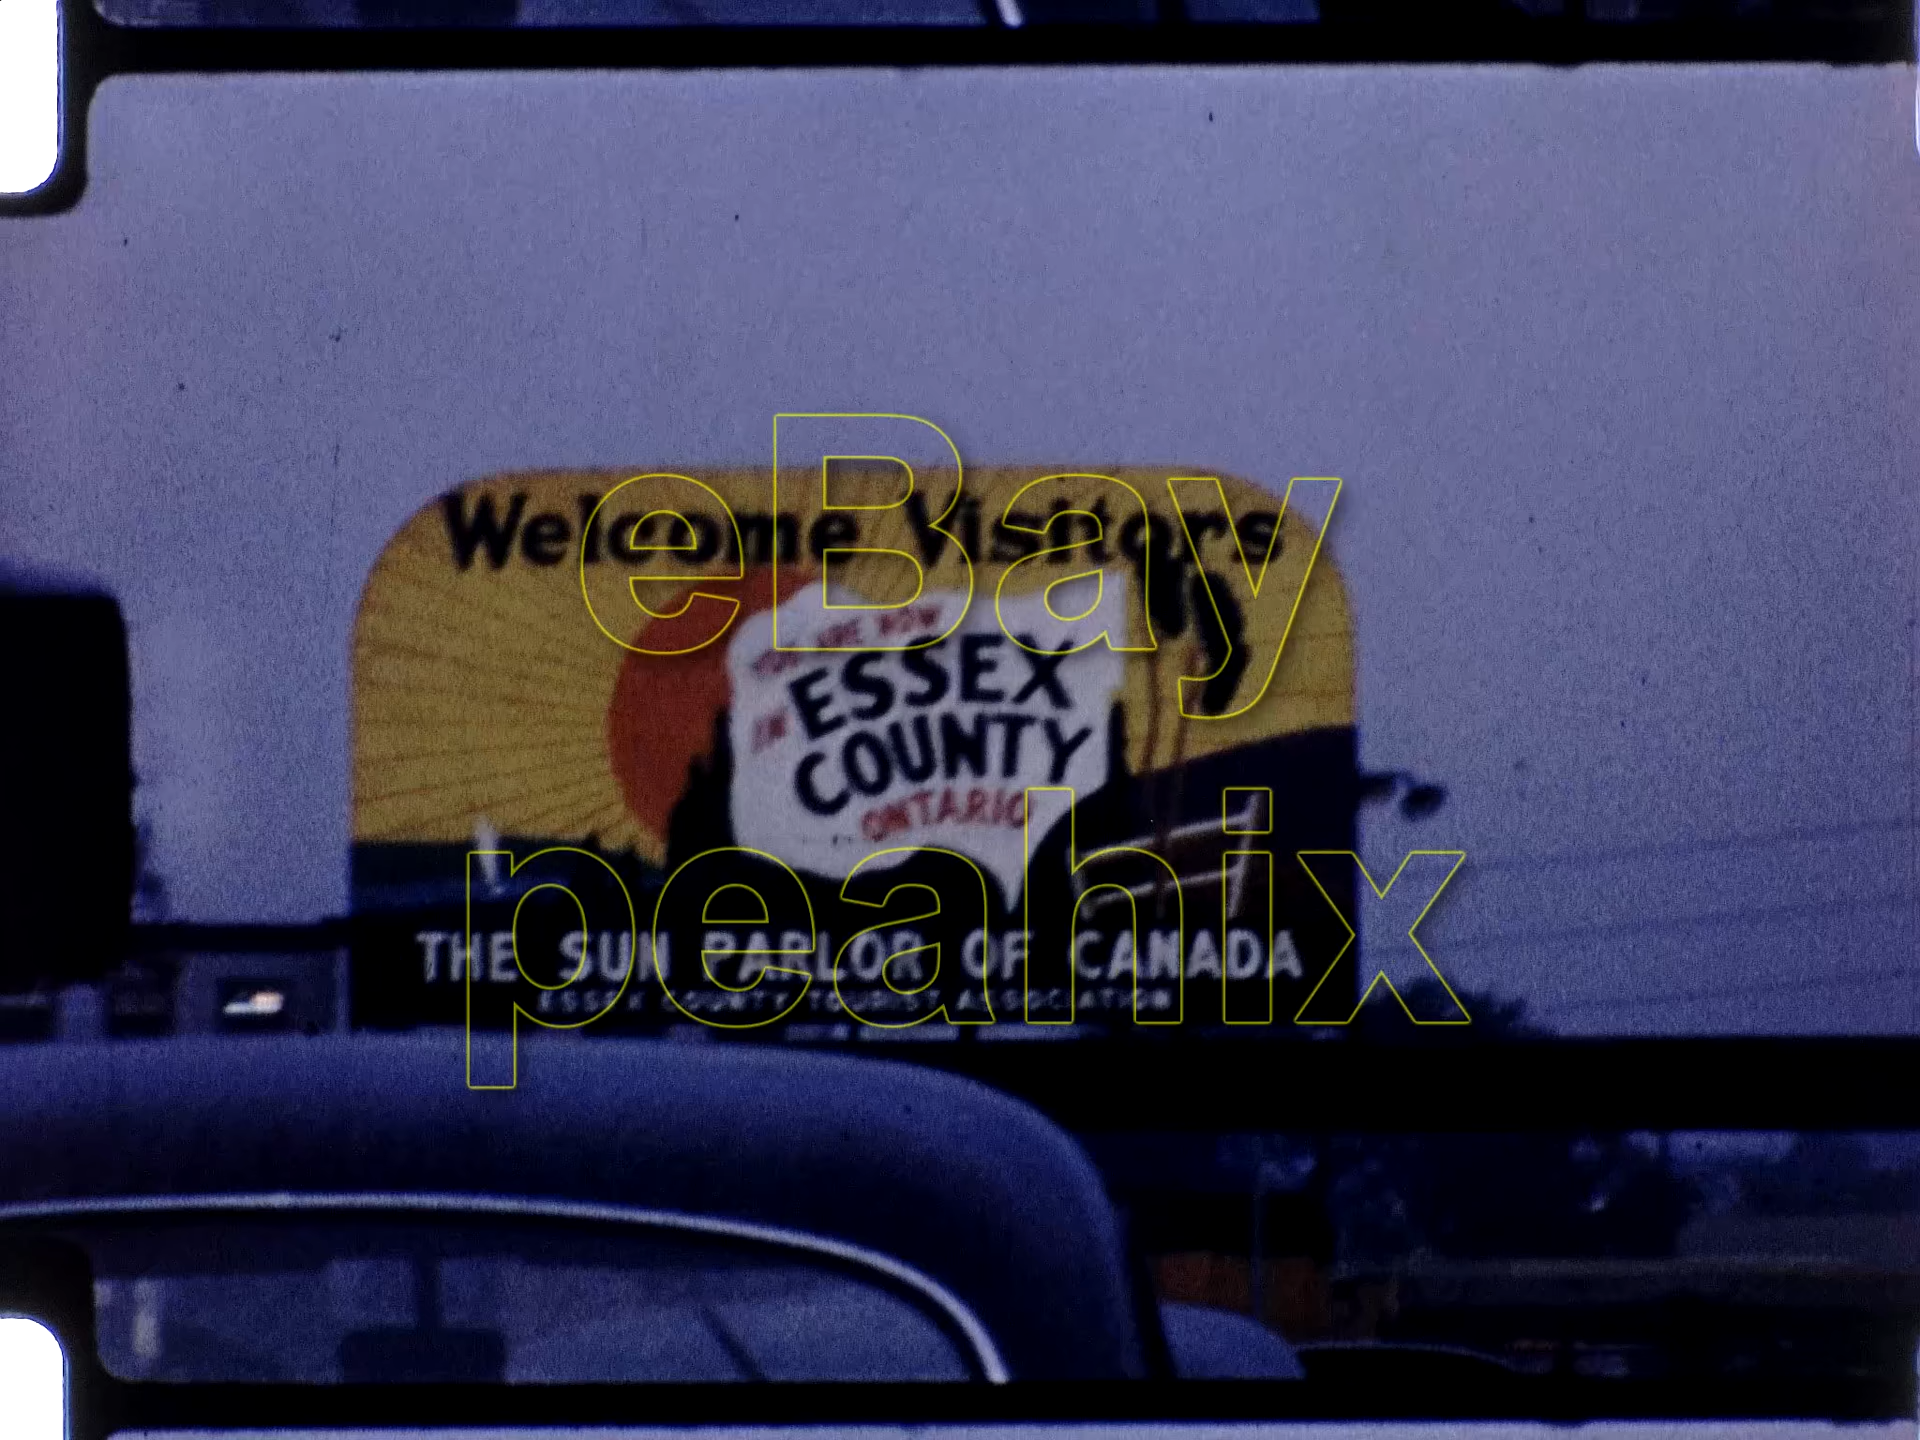 eBay
peahix
Welcome Visitors
YOU ARE NOW
IN ESSEX
COUNTY
ONTARIO
THE SUN PARLOR OF CANADA
ESSEX COUNTY TOURIST ASSOCIATION